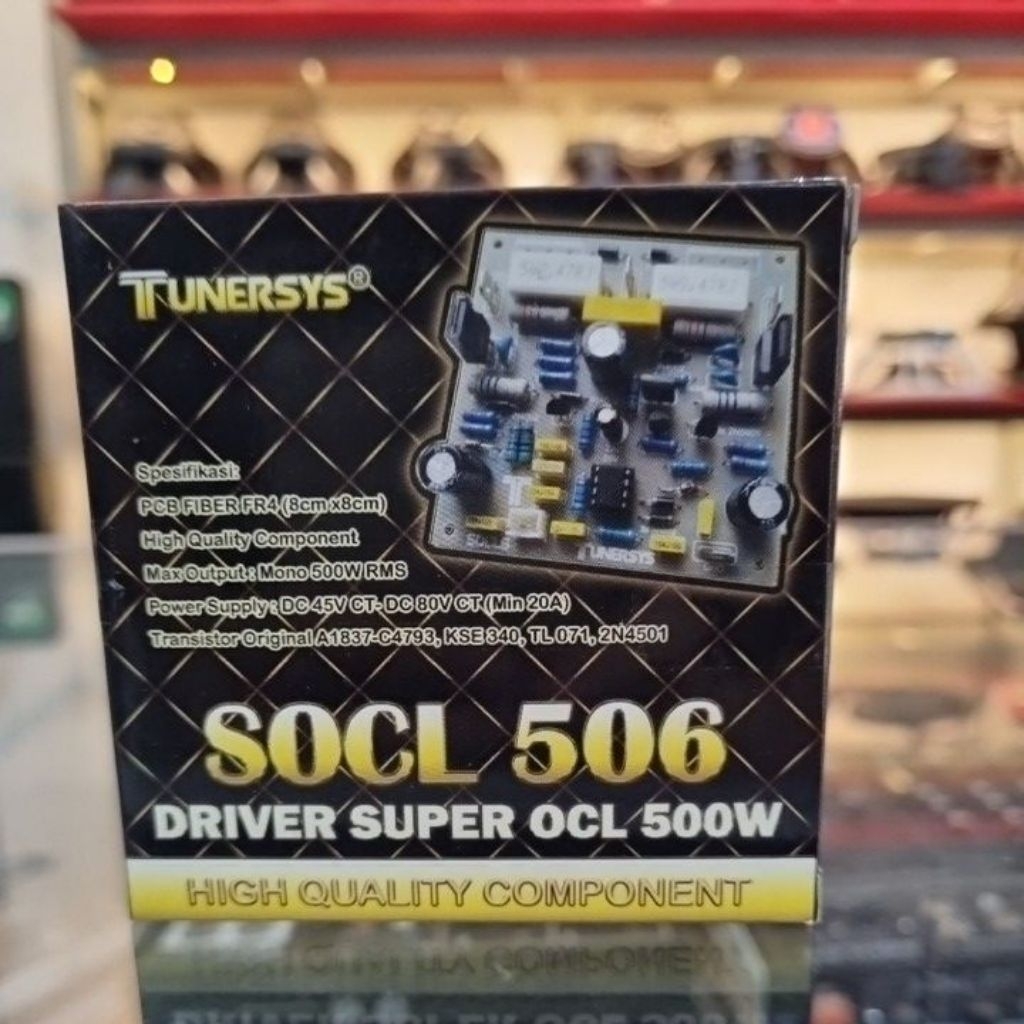 TUNERSYS®
Spesifikasi:
PCB FIBER FR4 (8cm x8cm)
High Quality Component
Max Output : Mono 500W RMS
Power Supply : DC 45V CT- DC 80V CT (Min 20A)
Transistor Original A1837-C4793, KSE 340, TL 071, 2N4501
TUNERSYS
SOCL 506
DRIVER SUPER OCL 500W
HIGH QUALITY COMPONENT